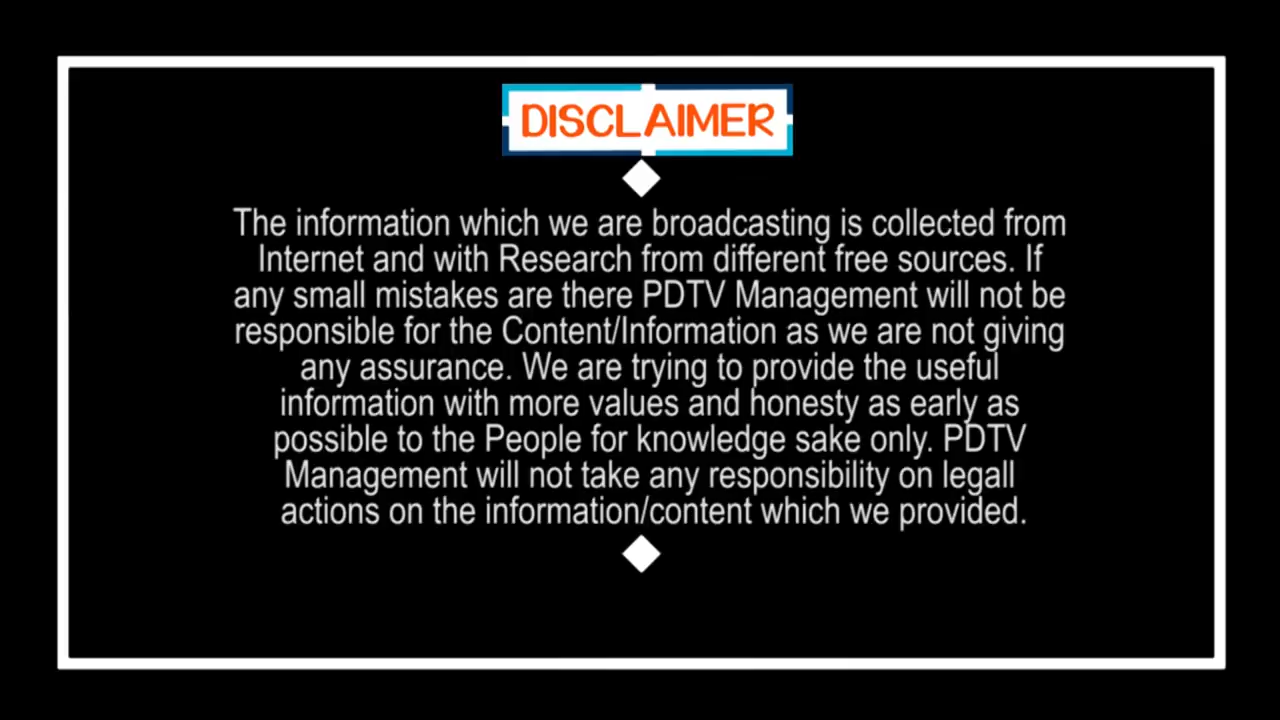 DISCLAIMER
The information which we are broadcasting is collected from
Internet and with Research from different free sources. If
any small mistakes are there PDTV Management will not be
responsible for the Content/Information as we are not giving
any assurance. We are trying to provide the useful
information with more values and honesty as early as
possible to the People for knowledge sake only. PDTV
Management will not take any responsibility on legall
actions on the information/content which we provided.